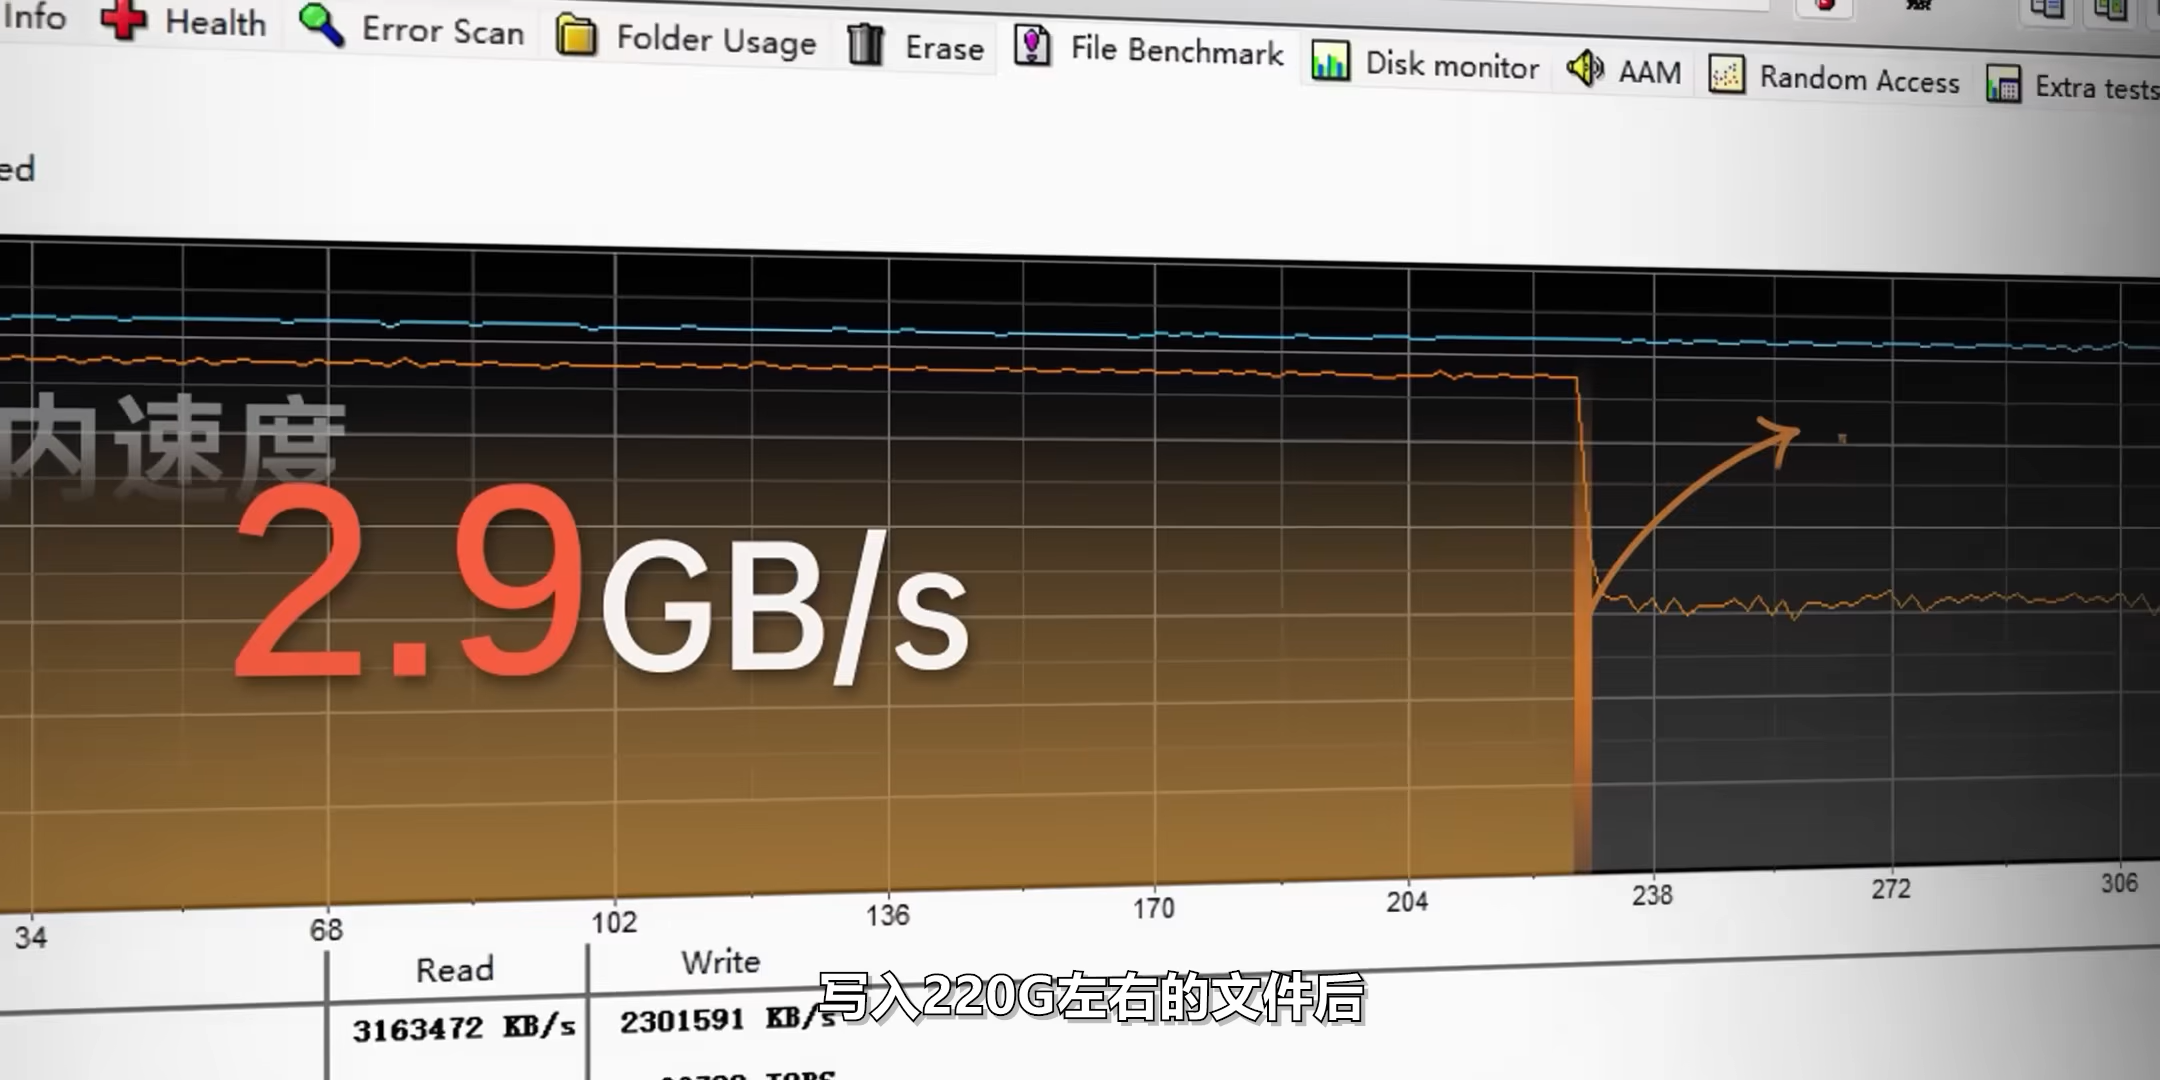 Info Health Error Scan Folder Usage Erase File Benchmark Disk monitor AAM Random Access Extra tests
ed
内速度
2.9GB/s
34 68 102 136 170 204 238 272 306
Read Write
3163472 KB/s 2301591 KB/s
写入220G左右的文件后
IOPS